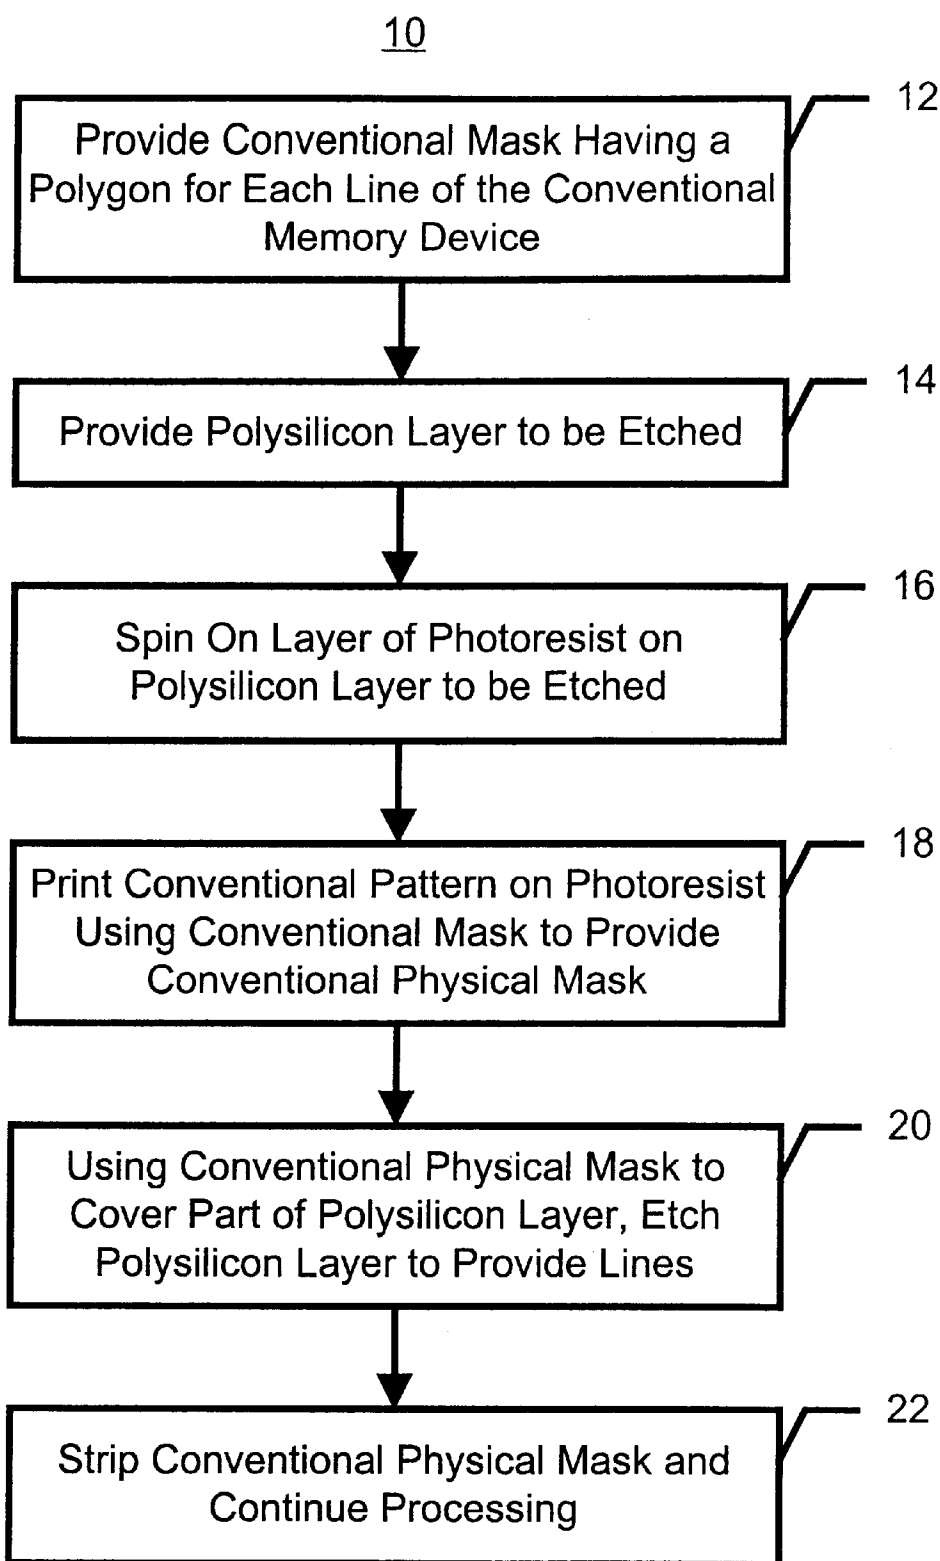 10
12
Provide Conventional Mask Having a
Polygon for Each Line of the Conventional
Memory Device
14
Provide Polysilicon Layer to be Etched
16
Spin On Layer of Photoresist on
Polysilicon Layer to be Etched
18
Print Conventional Pattern on Photoresist
Using Conventional Mask to Provide
Conventional Physical Mask
20
Using Conventional Physical Mask to
Cover Part of Polysilicon Layer, Etch
Polysilicon Layer to Provide Lines
22
Strip Conventional Physical Mask and
Continue Processing